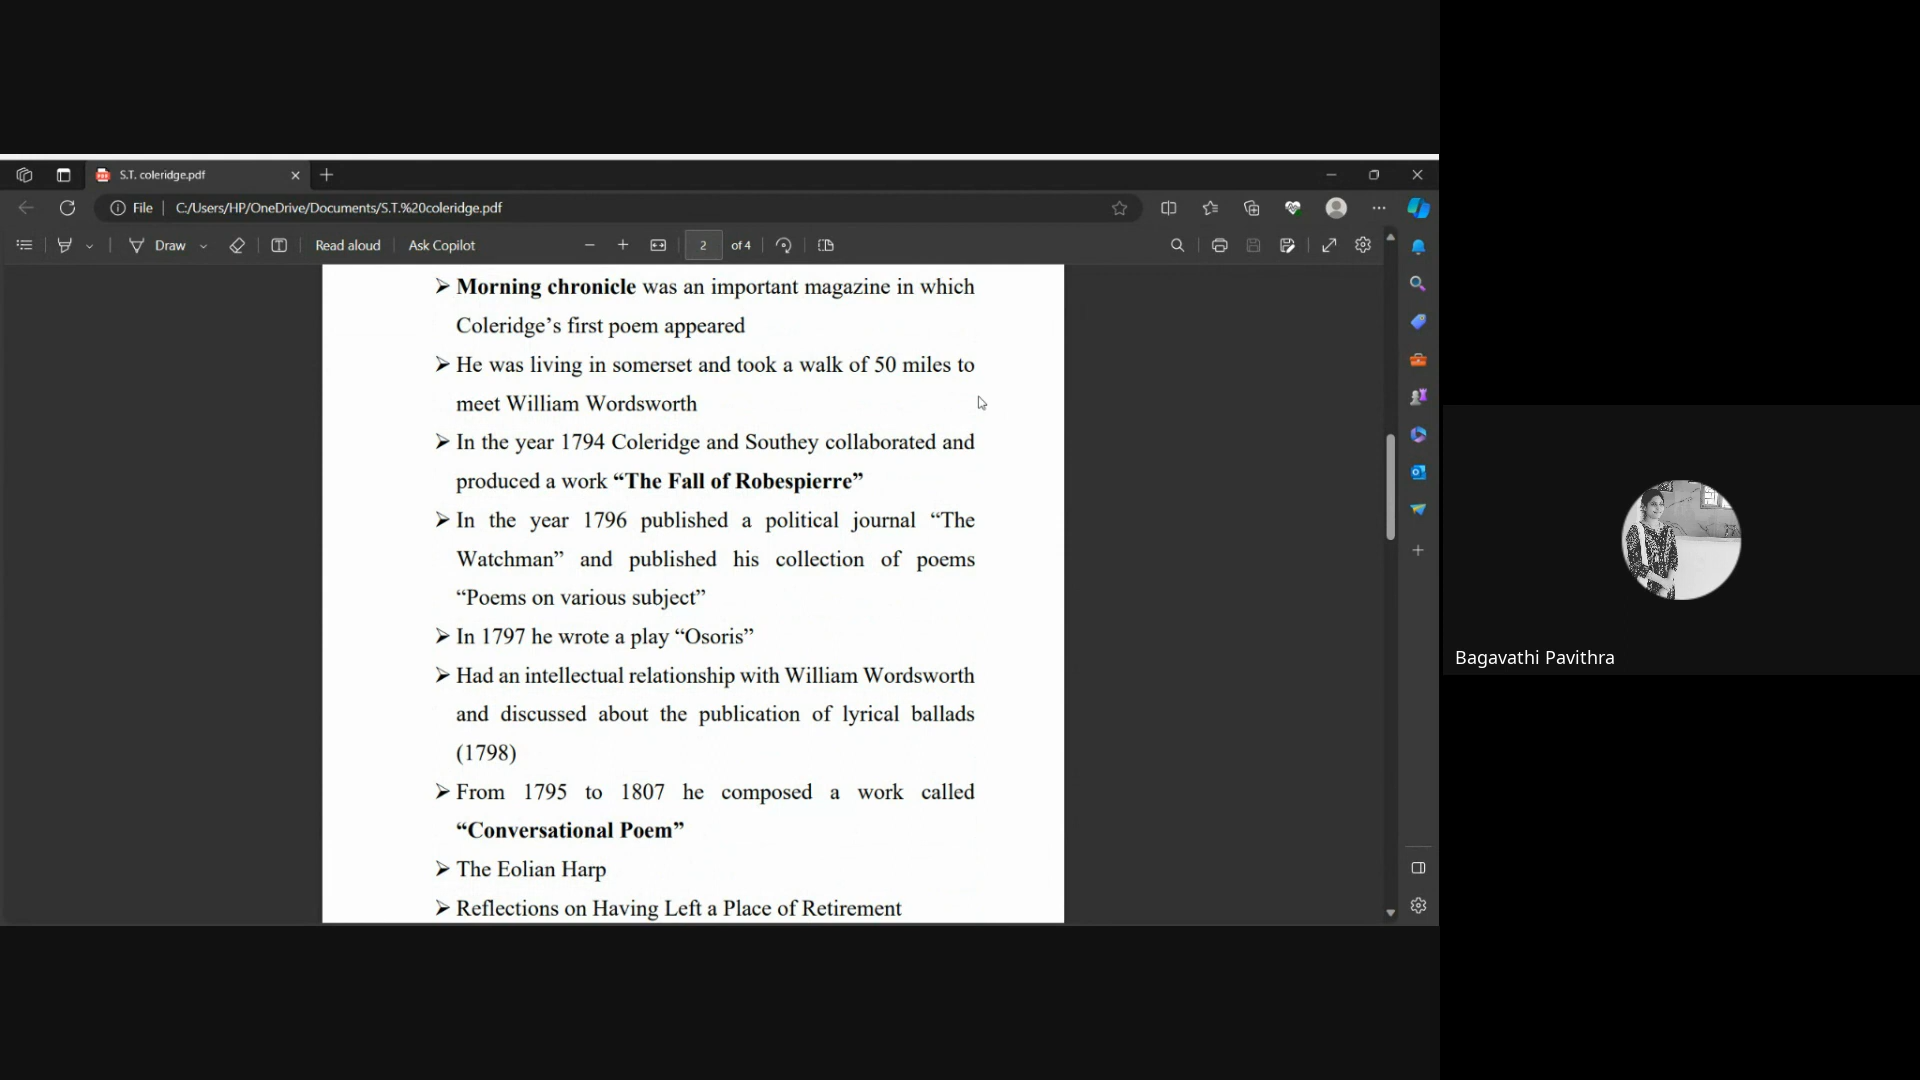 S.T. coleridge.pdf
File
C:/Users/HP/OneDrive/Documents/S.T.%20coleridge.pdf
Draw
Read aloud
Ask Copilot
2
of 4
➢ Morning chronicle was an important magazine in which
Coleridge’s first poem appeared
➢ He was living in somerset and took a walk of 50 miles to
meet William Wordsworth
➢ In the year 1794 Coleridge and Southey collaborated and
produced a work “The Fall of Robespierre”
➢ In the year 1796 published a political journal “The
Watchman” and published his collection of poems
“Poems on various subject”
➢ In 1797 he wrote a play “Osoris”
➢ Had an intellectual relationship with William Wordsworth
and discussed about the publication of lyrical ballads
(1798)
➢ From 1795 to 1807 he composed a work called
“Conversational Poem”
➢ The Eolian Harp
➢ Reflections on Having Left a Place of Retirement
Bagavathi Pavithra